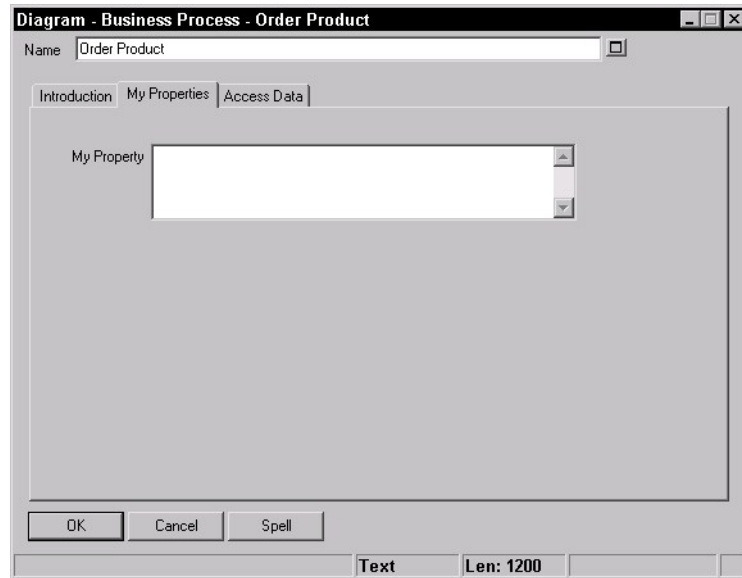 Diagram - Business Process - Order Product
Name Order Product
Introduction My Properties Access Data
My Property
OK Cancel Spell
Text Len: 1200